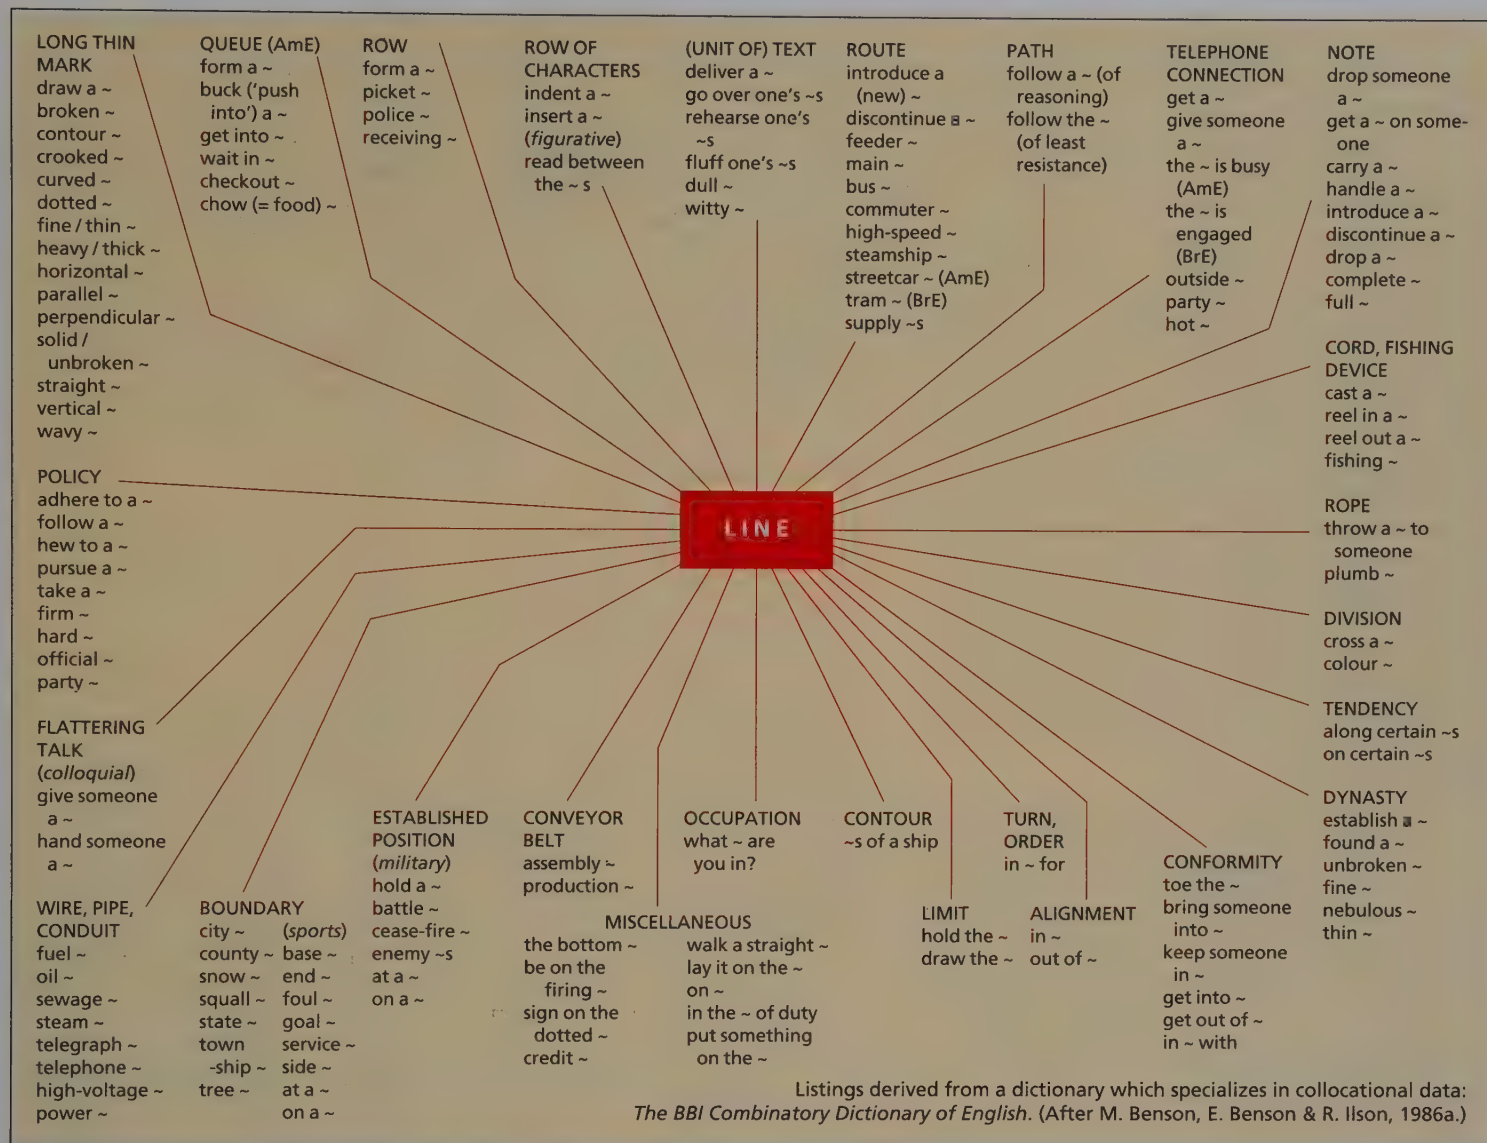 LONG THIN
MARK
draw a ~
broken ~
contour ~
crooked ~
curved ~
dotted ~
fine / thin ~
heavy / thick ~
horizontal ~
parallel ~
perpendicular ~
solid /
unbroken ~
straight ~
vertical ~
wavy ~
QUEUE (AmE)
form a ~
buck ('push
into') a ~
get into ~
wait in ~
checkout ~
chow (= food) ~
ROW
form a ~
picket ~
police ~
receiving ~
ROW OF
CHARACTERS
indent a ~
insert a ~
(figurative)
read between
the ~ s
(UNIT OF) TEXT
deliver a ~
go over one's ~s
rehearse one's
~s
fluff one's ~s
dull ~
witty ~
ROUTE
introduce a
(new) ~
discontinue a ~
feeder ~
main ~
bus ~
commuter ~
high-speed ~
steamship ~
streetcar ~ (AmE)
tram ~ (BrE)
supply ~s
PATH
follow a ~ (of
reasoning)
follow the ~
(of least
resistance)
TELEPHONE
CONNECTION
get a ~
give someone
a ~
the ~ is busy
(AmE)
the ~ is
engaged
(BrE)
outside ~
party ~
hot ~
NOTE
drop someone
a ~
get a ~ on some-
one
carry a ~
handle a ~
introduce a ~
discontinue a ~
drop a ~
complete ~
full ~
CORD, FISHING
DEVICE
cast a ~
reel in a ~
reel out a ~
fishing ~
POLICY
adhere to a ~
follow a ~
hew to a ~
pursue a ~
take a ~
firm ~
hard ~
official ~
party ~
LINE
ROPE
throw a ~ to
someone
plumb ~
DIVISION
cross a ~
colour ~
TENDENCY
along certain ~s
on certain ~s
FLATTERING
TALK
(colloquial)
give someone
a ~
hand someone
a ~
DYNASTY
establish a ~
found a ~
unbroken ~
fine ~
nebulous ~
thin ~
WIRE, PIPE,
CONDUIT
fuel ~
oil ~
sewage ~
steam ~
telegraph ~
telephone ~
high-voltage ~
power ~
BOUNDARY
city ~
county ~
snow ~
squall ~
state ~
town
-ship ~
tree ~
(sports)
base ~
end ~
foul ~
goal ~
service ~
side ~
at a ~
on a ~
ESTABLISHED
POSITION
(military)
hold a ~
battle ~
cease-fire ~
enemy ~s
at a ~
on a ~
CONVEYOR
BELT
assembly ~
production ~
OCCUPATION
what ~ are
you in?
MISCELLANEOUS
the bottom ~
be on the
firing ~
sign on the
dotted ~
credit ~
walk a straight ~
lay it on the ~
on ~
in the ~ of duty
put something
on the ~
CONTOUR
~s of a ship
LIMIT
hold the ~
draw the ~
TURN,
ORDER
in ~ for
ALIGNMENT
in ~
out of ~
CONFORMITY
toe the ~
bring someone
into ~
keep someone
in ~
get into ~
get out of ~
in ~ with
Listings derived from a dictionary which specializes in collocational data:
The BBI Combinatory Dictionary of English. (After M. Benson, E. Benson & R. Ilson, 1986a.)